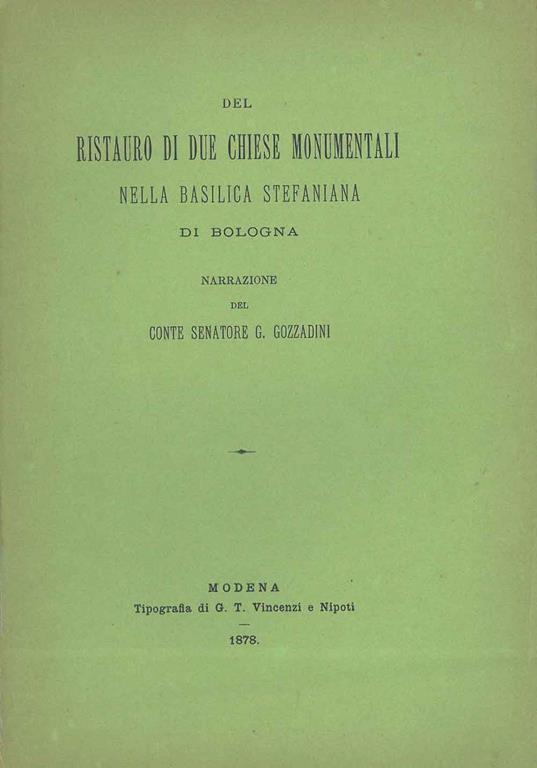 DEL
RISTAURO DI DUE CHIESE MONUMENTALI
NELLA BASILICA STEFANIANA
DI BOLOGNA
NARRAZIONE
DEL
CONTE SENATORE G. GOZZADINI
MODENA
Tipografia di G. T. Vincenzi e Nipoti
1878.